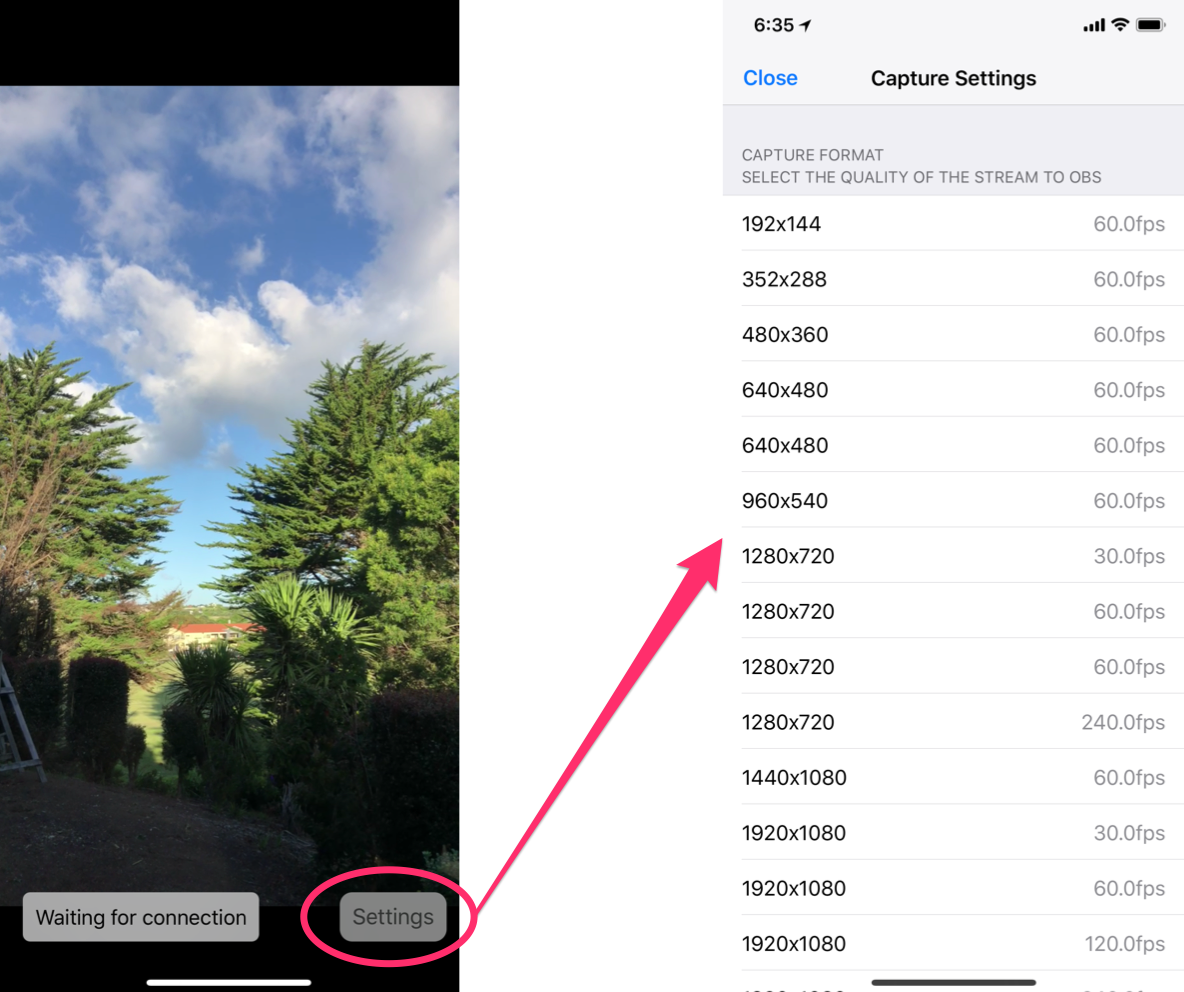 Waiting for connection
Settings
6:35
Close
Capture Settings
CAPTURE FORMAT
SELECT THE QUALITY OF THE STREAM TO OBS
192x144 60.0fps
352x288 60.0fps
480x360 60.0fps
640x480 60.0fps
640x480 60.0fps
960x540 60.0fps
1280x720 30.0fps
1280x720 60.0fps
1280x720 60.0fps
1280x720 240.0fps
1440x1080 60.0fps
1920x1080 30.0fps
1920x1080 60.0fps
1920x1080 120.0fps